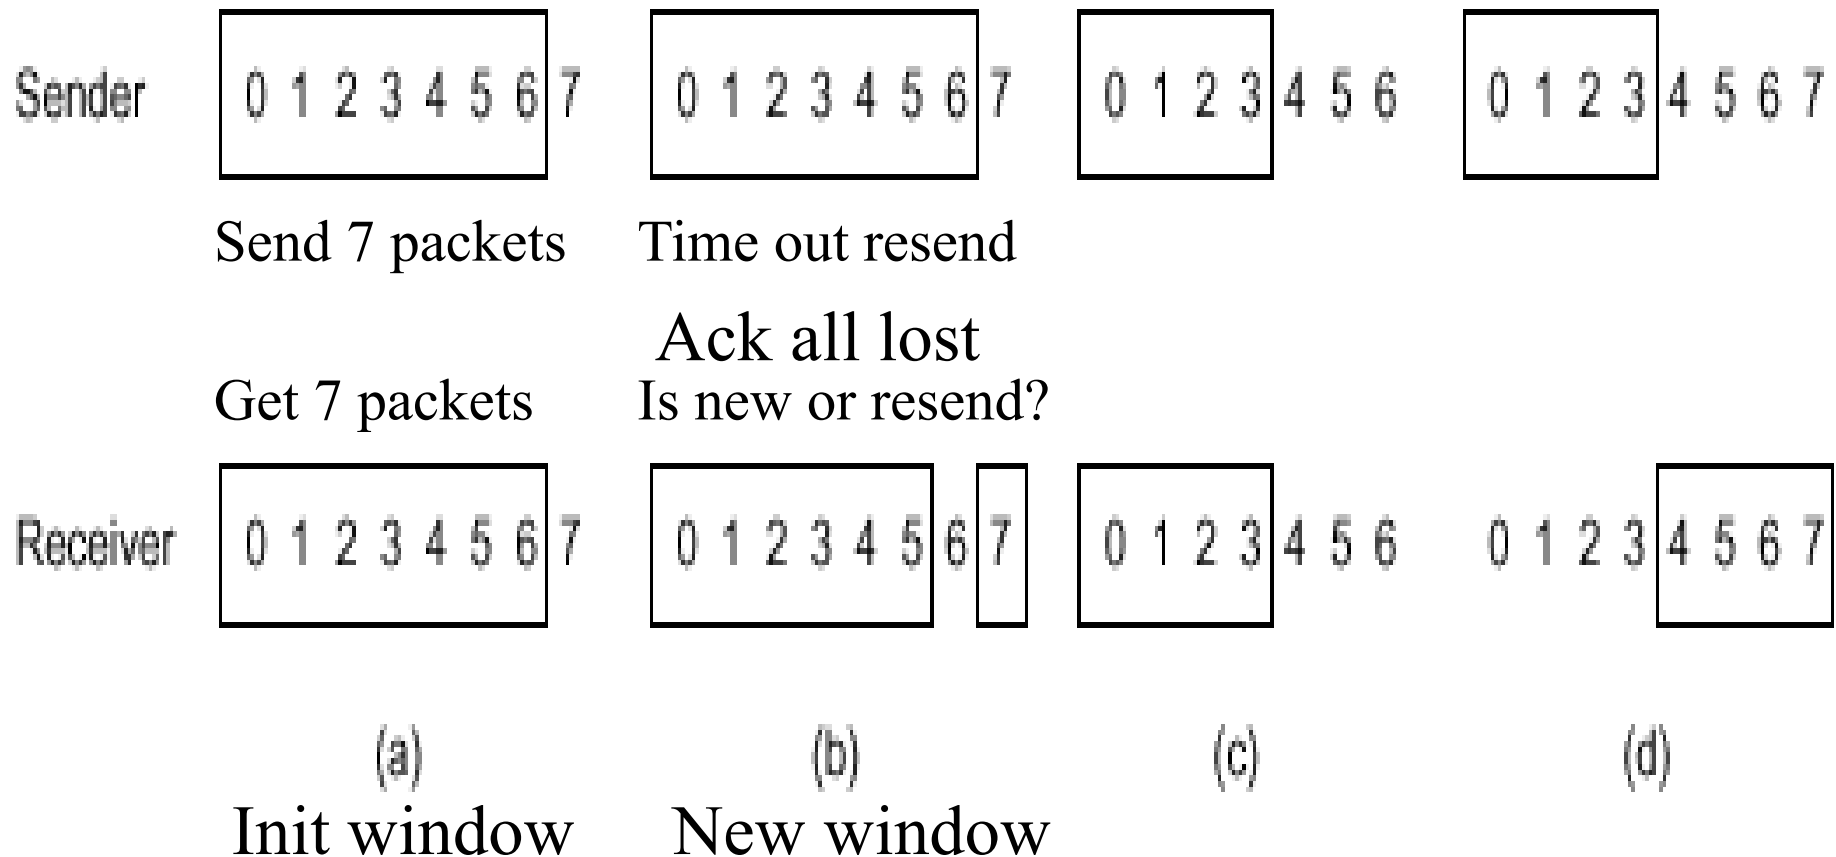 Sender 0 1 2 3 4 5 6 7 0 1 2 3 4 5 6 7 0 1 2 3 4 5 6 0 1 2 3 4 5 6 7
Send 7 packets Time out resend
Ack all lost
Get 7 packets Is new or resend?
Receiver 0 1 2 3 4 5 6 7 0 1 2 3 4 5 6 7 0 1 2 3 4 5 6 0 1 2 3 4 5 6 7
(a) (b) (c) (d)
Init window New window